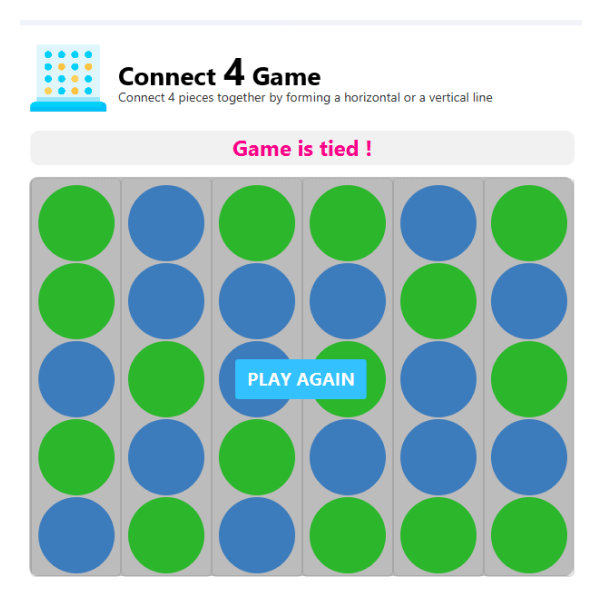 Connect 4 Game
Connect 4 pieces together by forming a horizontal or a vertical line
Game is tied !
PLAY AGAIN